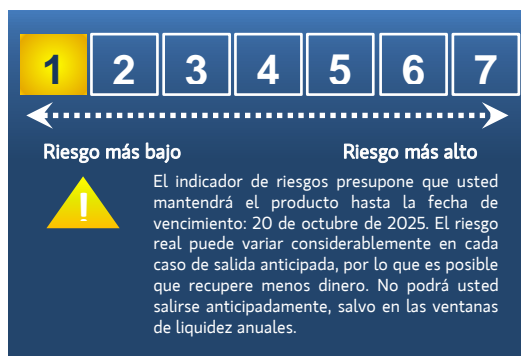 1 2 3 4 5 6 7
Riesgo más bajo Riesgo más alto
!
El indicador de riesgos presupone que usted
mantendrá el producto hasta la fecha de
vencimiento: 20 de octubre de 2025. El riesgo
real puede variar considerablemente en cada
caso de salida anticipada, por lo que es posible
que recupere menos dinero. No podrá usted
salirse anticipadamente, salvo en las ventanas
de liquidez anuales.